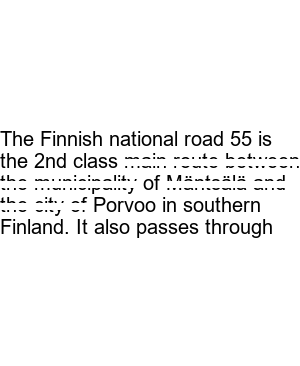 The Finnish national road 55 is
the 2nd class main route between
the municipality of Mäntsälä and
the city of Porvoo in southern
Finland. It also passes through